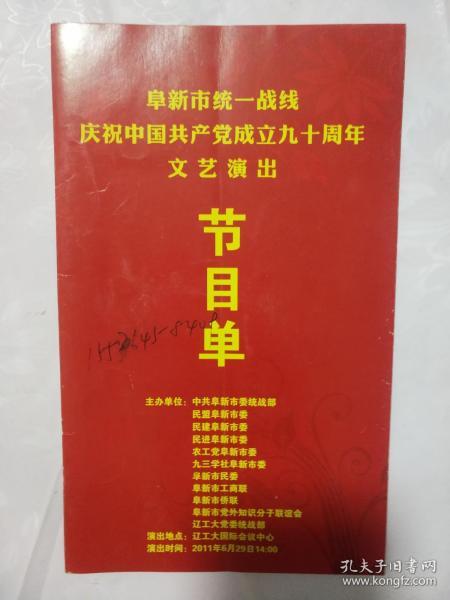 阜新市统一战线
庆祝中国共产党成立九十周年
文艺演出
节
目
单
主办单位：中共阜新市委统战部
民盟阜新市委
民建阜新市委
民进阜新市委
农工党阜新市委
九三学社阜新市委
阜新市民委
阜新市工商联
阜新市侨联
阜新市党外知识分子联谊会
辽工大党委统战部
演出地点：辽工大国际会议中心
演出时间：2011年6月29日14:00
孔夫子旧书网
www.kongfz.com